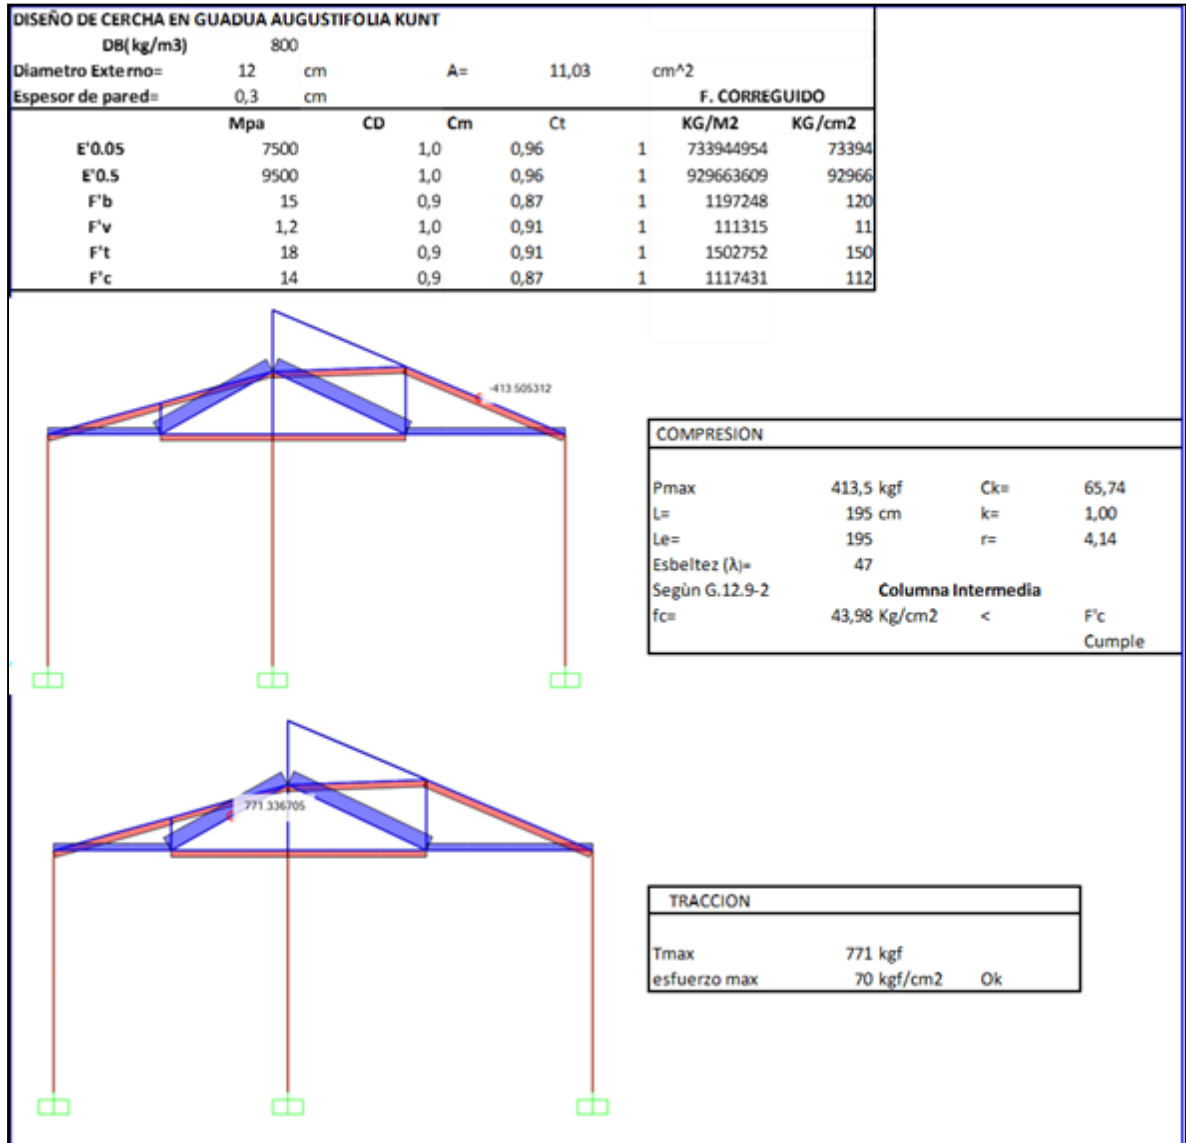 DISEÑO DE CERCHA EN GUADUA AUGUSTIFOLIA KUNT
DB(kg/m3) 800
Diametro Externo= 12 cm A= 11,03 cm^2
Espesor de pared= 0,3 cm F. CORREGUIDO
Mpa CD Cm Ct KG/M2 KG/cm2
E'0.05 7500 1,0 0,96 1 733944954 73394
E'0.5 9500 1,0 0,96 1 929663609 92966
F'b 15 0,9 0,87 1 1197248 120
F'v 1,2 1,0 0,91 1 111315 11
F't 18 0,9 0,91 1 1502752 150
F'c 14 0,9 0,87 1 1117431 112
-413.505312
COMPRESION
Pmax 413,5 kgf Ck= 65,74
L= 195 cm k= 1,00
Le= 195 r= 4,14
Esbeltez (λ)= 47
Segùn G.12.9-2 Columna Intermedia
fc= 43,98 Kg/cm2 < F'c
Cumple
771.336705
TRACCION
Tmax 771 kgf
esfuerzo max 70 kgf/cm2 Ok